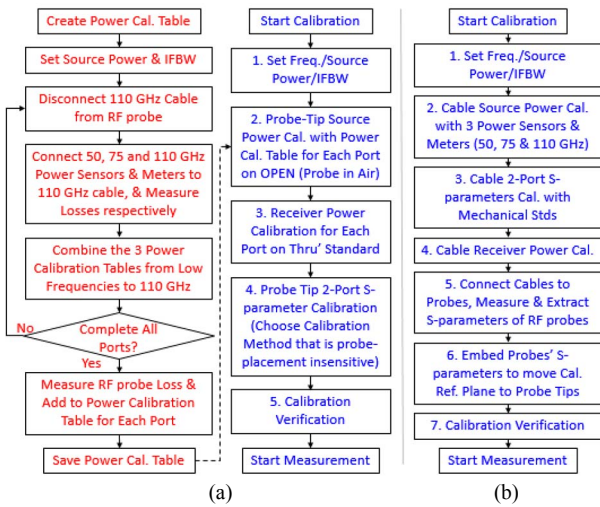 Create Power Cal. Table
Set Source Power & IFBW
Disconnect 110 GHz Cable
from RF probe
Connect 50, 75 and 110 GHz
Power Sensors & Meters to
110 GHz cable, & Measure
Losses respectively
Combine the 3 Power
Calibration Tables from Low
Frequencies to 110 GHz
No
Complete All
Ports?
Yes
Measure RF probe Loss &
Add to Power Calibration
Table for Each Port
Save Power Cal. Table
Start Calibration
1. Set Freq./Source
Power/IFBW
2. Probe-Tip Source
Power Cal. with Power
Cal. Table for Each Port
on OPEN (Probe in Air)
3. Receiver Power
Calibration for Each
Port on Thru' Standard
4. Probe Tip 2-Port S-
parameter Calibration
(Choose Calibration
Method that is probe-
placement insensitive)
5. Calibration
Verification
Start Measurement
(a)
Start Calibration
1. Set Freq./Source
Power/IFBW
2. Cable Source Power Cal.
with 3 Power Sensors &
Meters (50, 75 & 110 GHz)
3. Cable 2-Port S-
parameters Cal. with
Mechanical Stds
4. Cable Receiver Power Cal.
5. Connect Cables to
Probes, Measure & Extract
S-parameters of RF probes
6. Embed Probes' S-
parameters to move Cal.
Ref. Plane to Probe Tips
7. Calibration Verification
Start Measurement
(b)